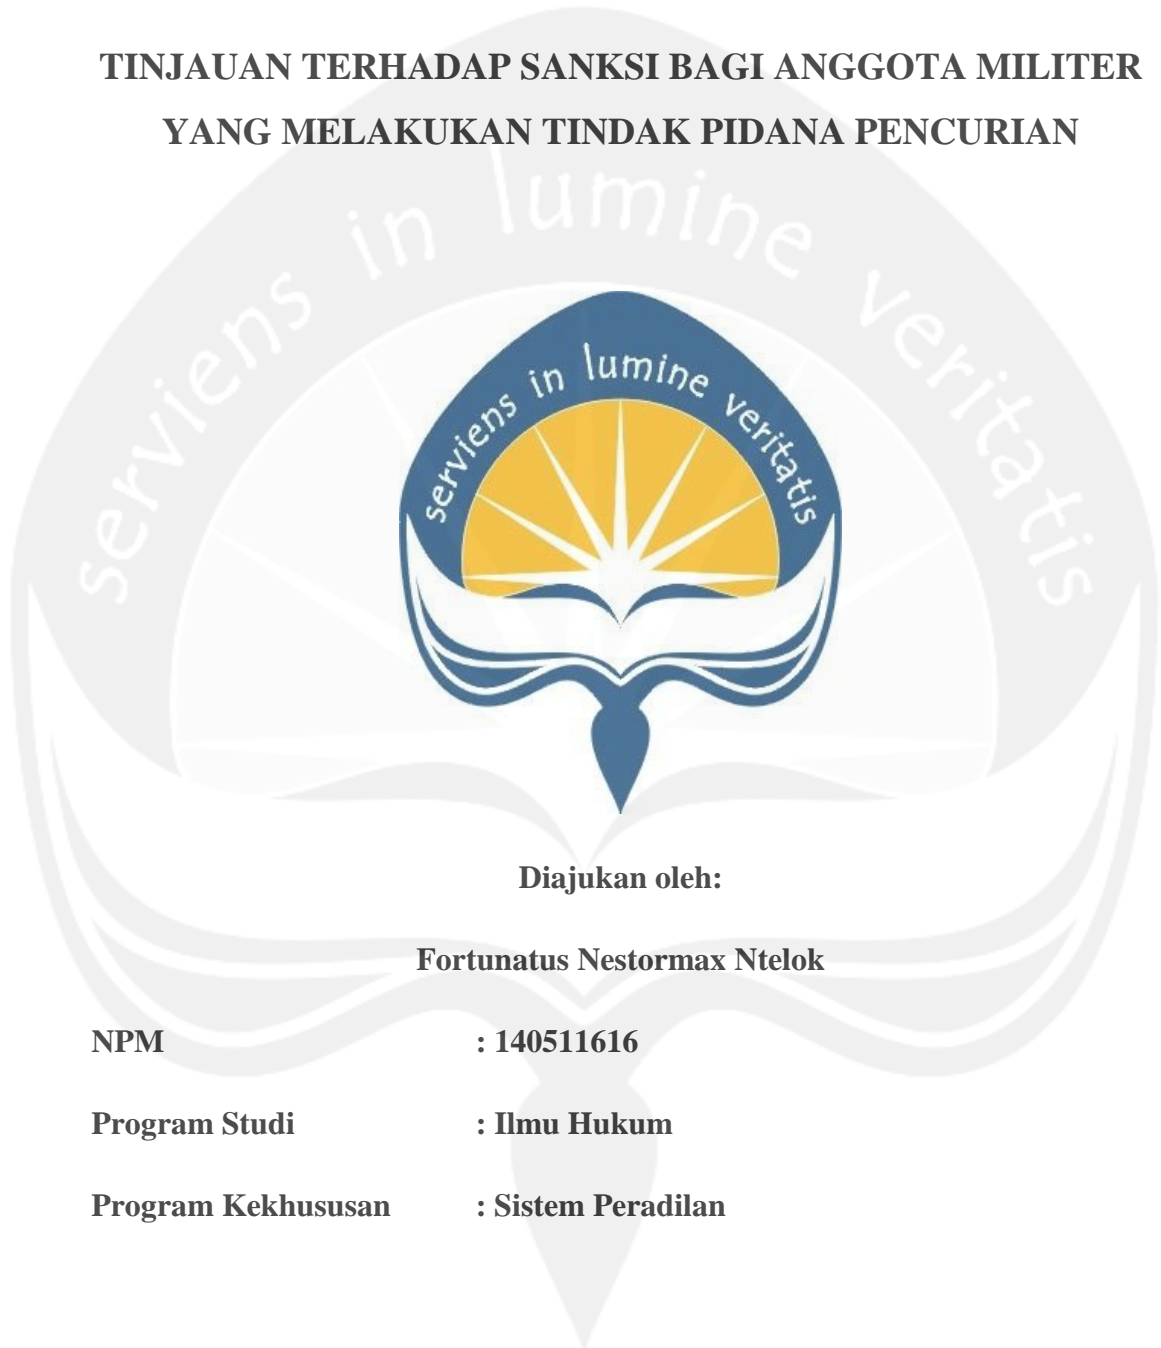 TINJAUAN TERHADAP SANKSI BAGI ANGGOTA MILITER
YANG MELAKUKAN TINDAK PIDANA PENCURIAN
serviens in lumine veritatis
serviens in lumine veritatis
Diajukan oleh:
Fortunatus Nestormax Ntelok
NPM : 140511616
Program Studi : Ilmu Hukum
Program Kekhususan : Sistem Peradilan